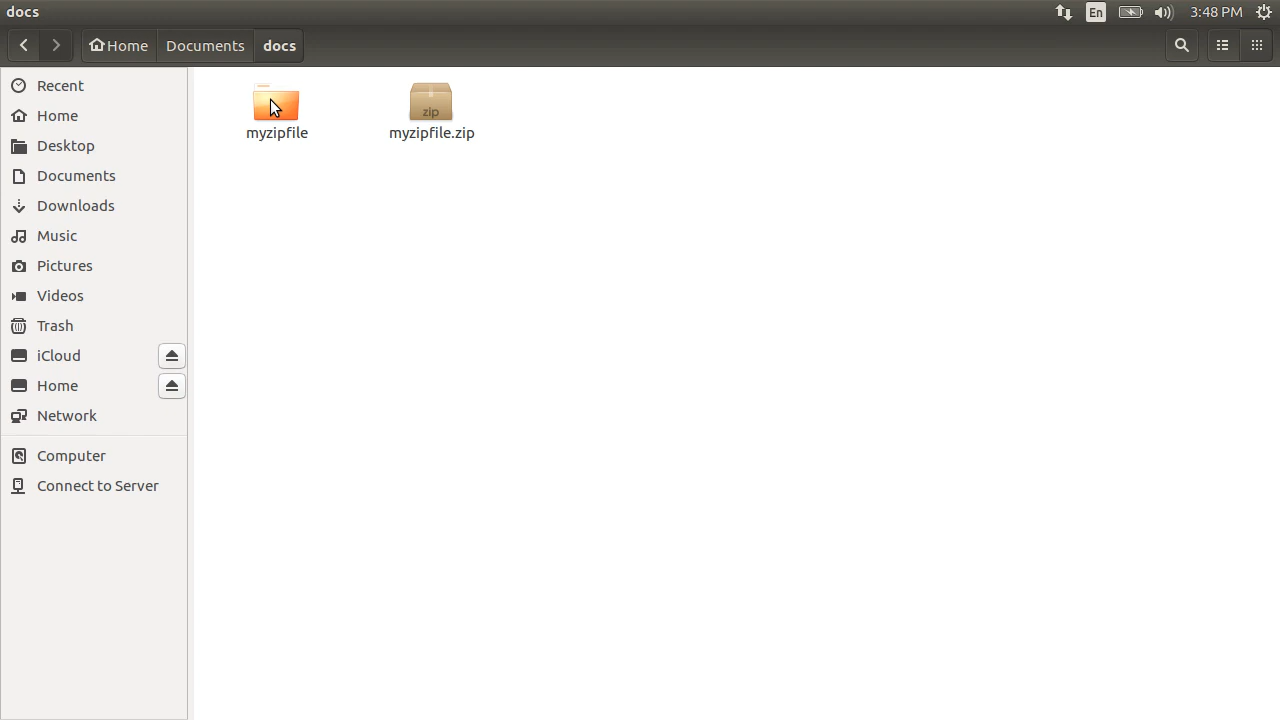 docs
En
3:48 PM
Home
Documents
docs
Recent
Home
Desktop
Documents
Downloads
Music
Pictures
Videos
Trash
iCloud
Home
Network
Computer
Connect to Server
myzipfile
zip
myzipfile.zip